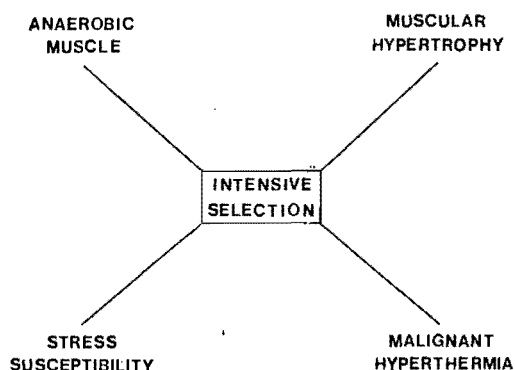 ANAEROBIC
MUSCLE
MUSCULAR
HYPERTROPHY
INTENSIVE
SELECTION
STRESS
SUSCEPTIBILITY
MALIGNANT
HYPERTHERMIA